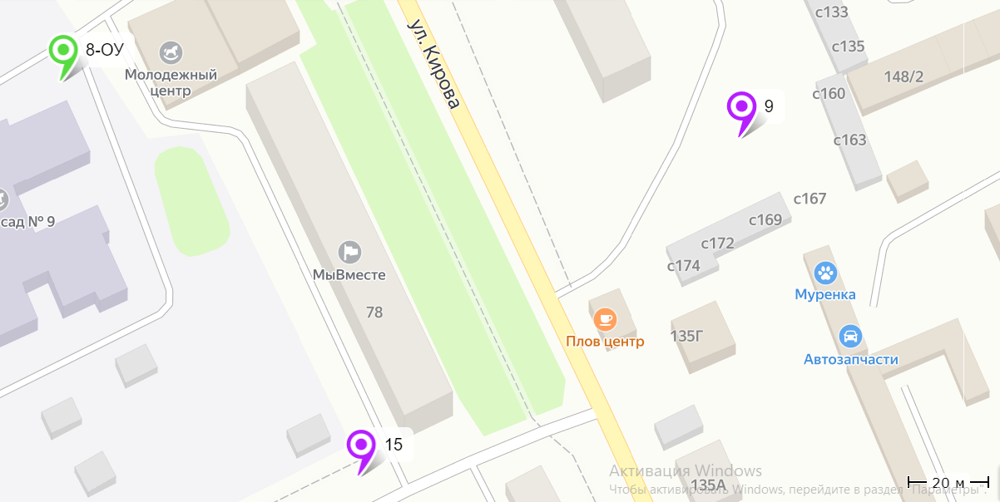 с133
ул. Кирова
8-ОУ
с135
Молодежный
центр
148/2
с160
9
с163
с167
сад № 9
с169
с172
с174
МыВместе
Муренка
78
135Г
Плов центр
Автозапчасти
15
Активация Windows
135А
20 м
Чтобы активировать Windows, перейдите в раздел "Параметры".